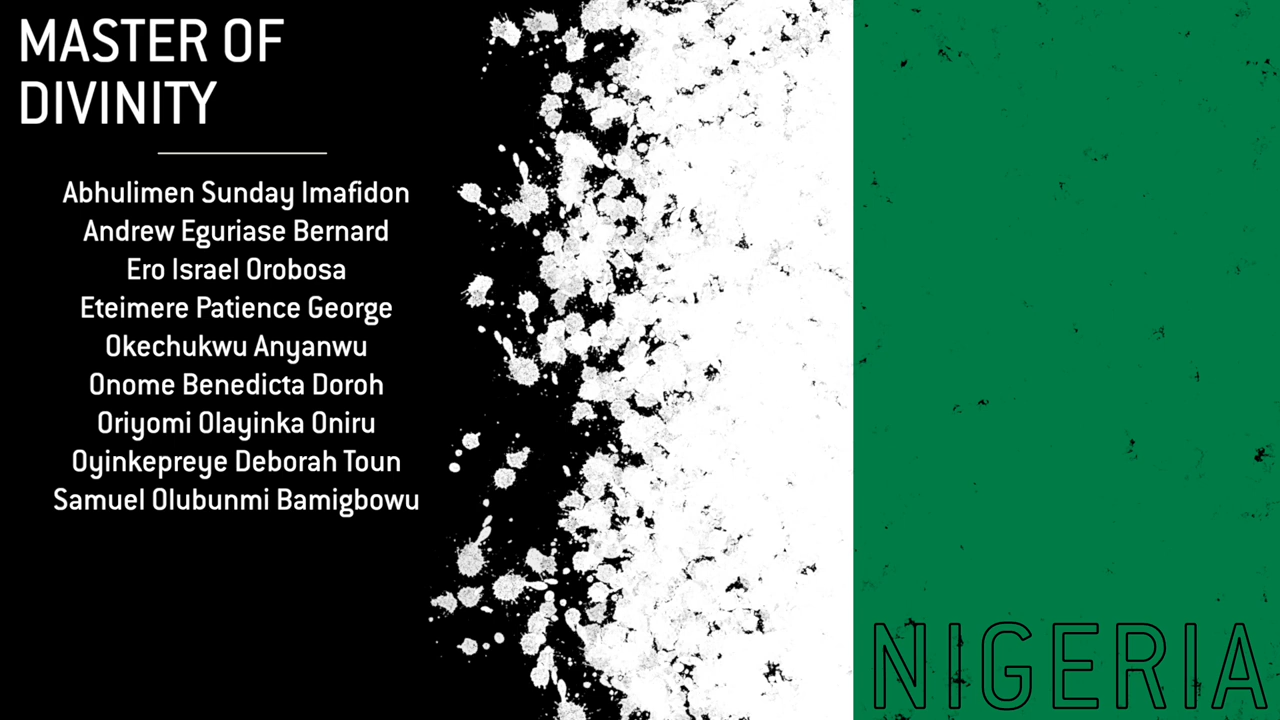 MASTER OF
DIVINITY
Abhulimen Sunday Imafidon
Andrew Eguriase Bernard
Ero Israel Orobosa
Eteimere Patience George
Okechukwu Anyanwu
Onome Benedicta Doroh
Oriyomi Olayinka Oniru
Oyinkepreye Deborah Toun
Samuel Olubunmi Bamigbowu
NIGERIA